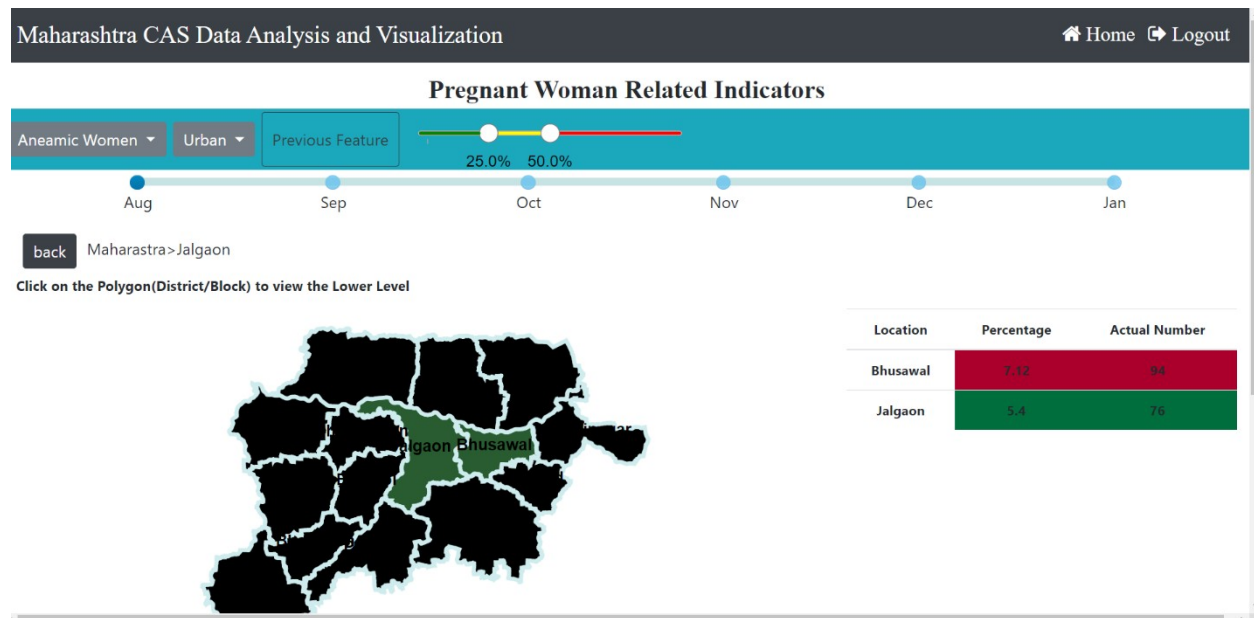 Maharashtra CAS Data Analysis and Visualization Home Logout
Pregnant Woman Related Indicators
Aneamic Women Urban Previous Feature
25.0% 50.0%
Aug Sep Oct Nov Dec Jan
back Maharastra>Jalgaon
Click on the Polygon(District/Block) to view the Lower Level
Location Percentage Actual Number
Bhusawal 7.12 94
Jalgaon 5.4 76
Bhusawal